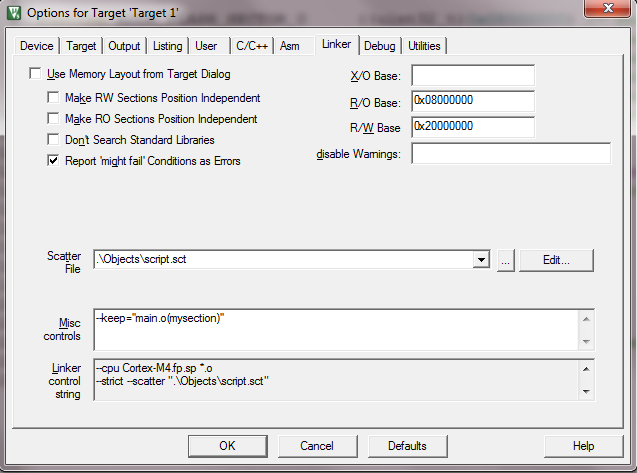 Options for Target 'Target 1'
Device Target Output Listing User C/C++ Asm Linker Debug Utilities
Use Memory Layout from Target Dialog
X/O Base:
Make RW Sections Position Independent
R/O Base: 0x08000000
Make RO Sections Position Independent
R/W Base 0x20000000
Don't Search Standard Libraries
disable Warnings:
Report 'might fail' Conditions as Errors
Scatter File
.\Objects\script.sct
...
Edit...
Misc controls
--keep="main.o(mysection)"
Linker control string
--cpu Cortex-M4.fp.sp *.o
--strict --scatter ".\Objects\script.sct"
OK Cancel Defaults Help